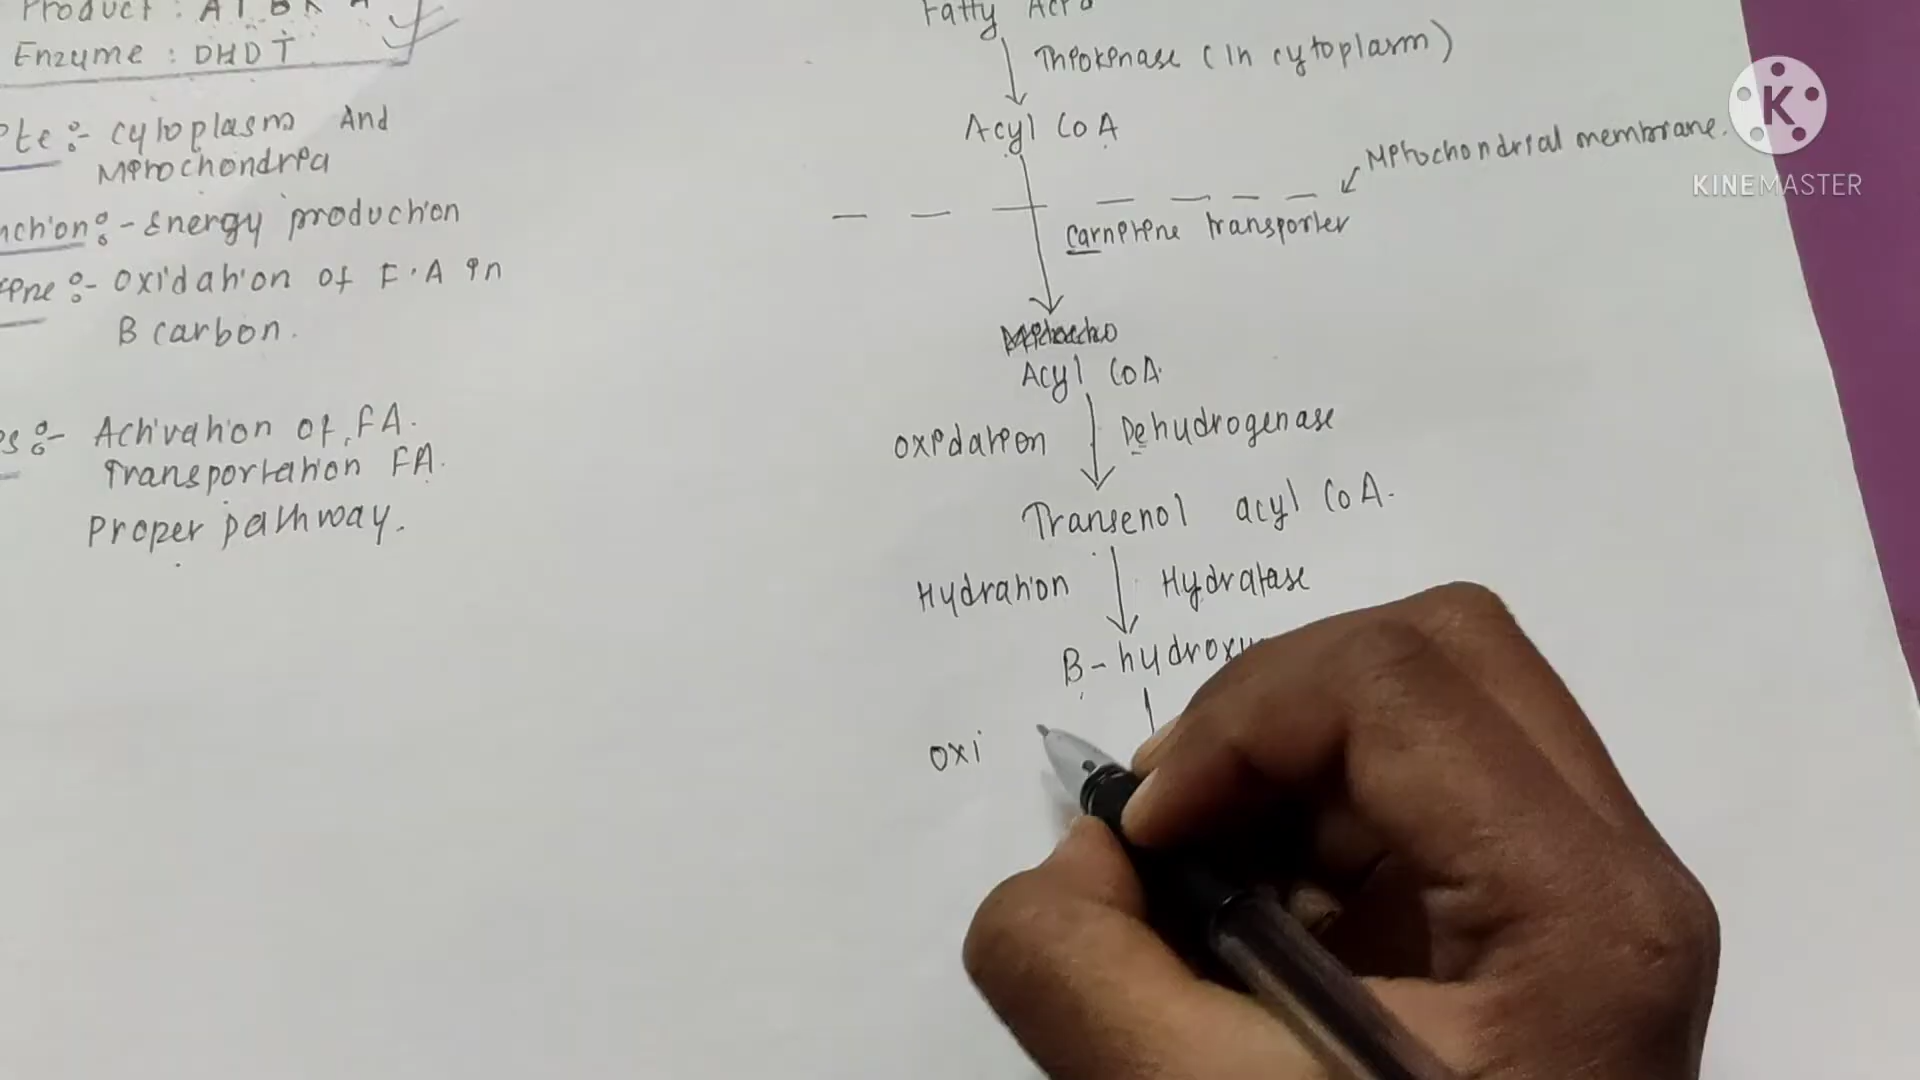 Product : A T B K A
Enzyme : DHDT
te :- cytoplasm And
Mitochondria
nction :- Energy production
ine :- Oxidation of F.A in
B carbon.
s :- Activation of FA.
Transportation FA.
Proper pathway.
Fatty Acid
Thiokinase (in cytoplasm)
Acyl CoA
Mitochondrial membrane.
Carnitine transporter
Acyl CoA
oxidation Dehydrogenase
Transenol acyl CoA.
Hydration Hydratase
B-hydroxy
oxi
K
KINEMASTER